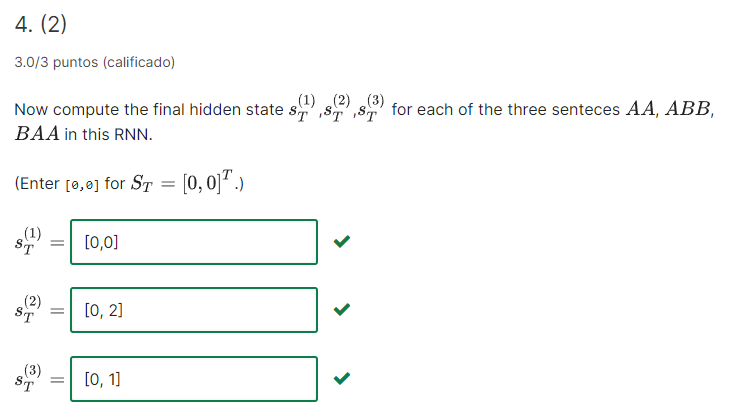 4. (2)
3.0/3 puntos (calificado)
Now compute the final hidden state $s_T^{(1)}$,$s_T^{(2)}$,$s_T^{(3)}$ for each of the three senteces $AA$, $ABB$,
$BAA$ in this RNN.
(Enter [0,0] for $S_T = [0, 0]^T$.)
$s_T^{(1)}$ = [0,0] ✔
$s_T^{(2)}$ = [0, 2] ✔
$s_T^{(3)}$ = [0, 1] ✔